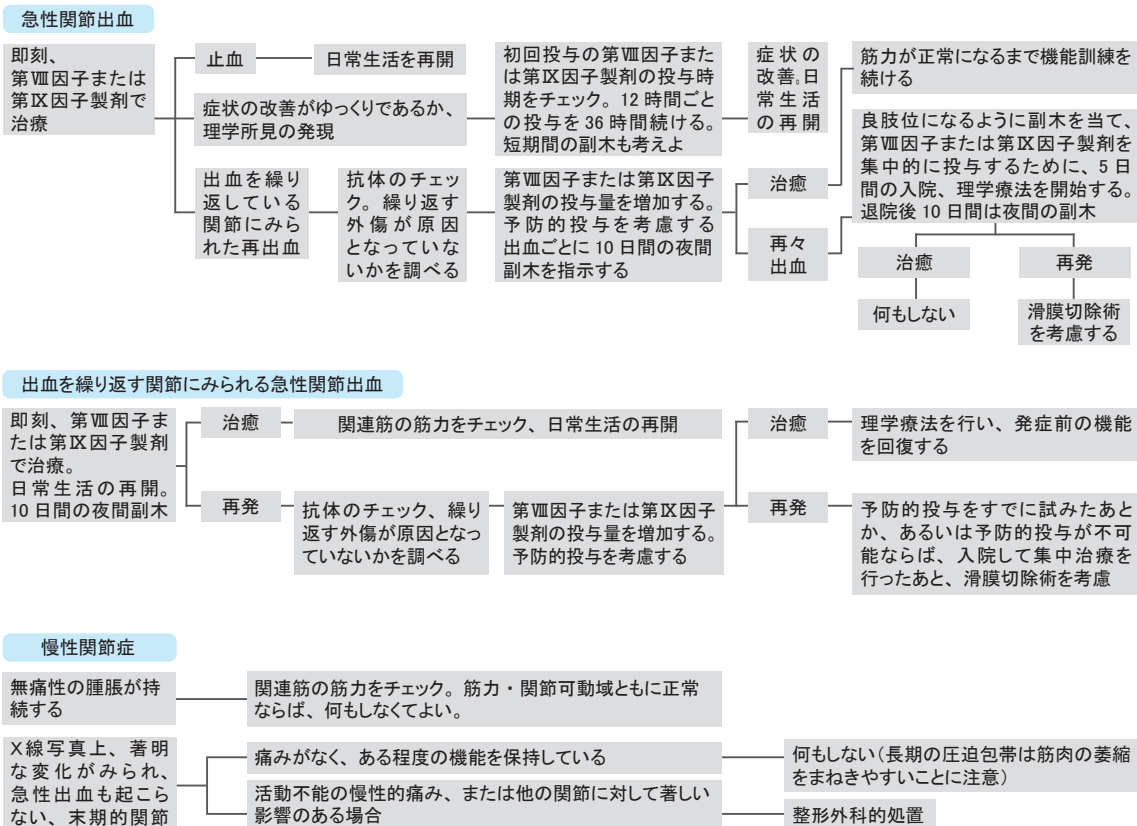 急性関節出血
即刻、
第Ⅷ因子または
第Ⅸ因子製剤で
治療
止血
日常生活を再開
症状の改善がゆっくりであるか、
理学所見の発現
初回投与の第Ⅷ因子また
は第Ⅸ因子製剤の投与時
期をチェック。12時間ごと
の投与を36時間続ける。
短期間の副木も考えよ
症状の
改善。日
常生活
の再開
出血を繰り
返している
関節にみら
れた再出血
抗体のチェッ
ク。繰り返す
外傷が原因
となっていな
いかを調べる
第Ⅷ因子または第Ⅸ因子
製剤の投与量を増加する。
予防的投与を考慮する
出血ごとに10日間の夜間
副木を指示する
治癒
再々
出血
筋力が正常になるまで機能訓練を
続ける
良肢位になるように副木を当て、
第Ⅷ因子または第Ⅸ因子製剤を
集中的に投与するために、5日
間の入院、理学療法を開始する。
退院後10日間は夜間の副木
治癒
再発
何もしない
滑膜切除術
を考慮する
出血を繰り返す関節にみられる急性関節出血
即刻、第Ⅷ因子ま
たは第Ⅸ因子製剤
で治療。
日常生活の再開。
10日間の夜間副木
治癒
関連筋の筋力をチェック、日常生活の再開
再発
抗体のチェック、繰り
返す外傷が原因となっ
ていないかを調べる
第Ⅷ因子または第Ⅸ因子
製剤の投与量を増加する。
予防的投与を考慮する
治癒
理学療法を行い、発症前の機能
を回復する
再発
予防的投与をすでに試みたあと
か、あるいは予防的投与が不可
能ならば、入院して集中治療を
行ったあと、滑膜切除術を考慮
慢性関節症
無痛性の腫脹が持
続する
関連筋の筋力をチェック。筋力・関節可動域ともに正常
ならば、何もしなくてよい。
X線写真上、著明
な変化がみられ、
急性出血も起こら
ない、末期的関節
痛みがなく、ある程度の機能を保持している
何もしない（長期の圧迫包帯は筋肉の萎縮
をまねきやすいことに注意）
活動不能の慢性的痛み、または他の関節に対して著しい
影響のある場合
整形外科的処置